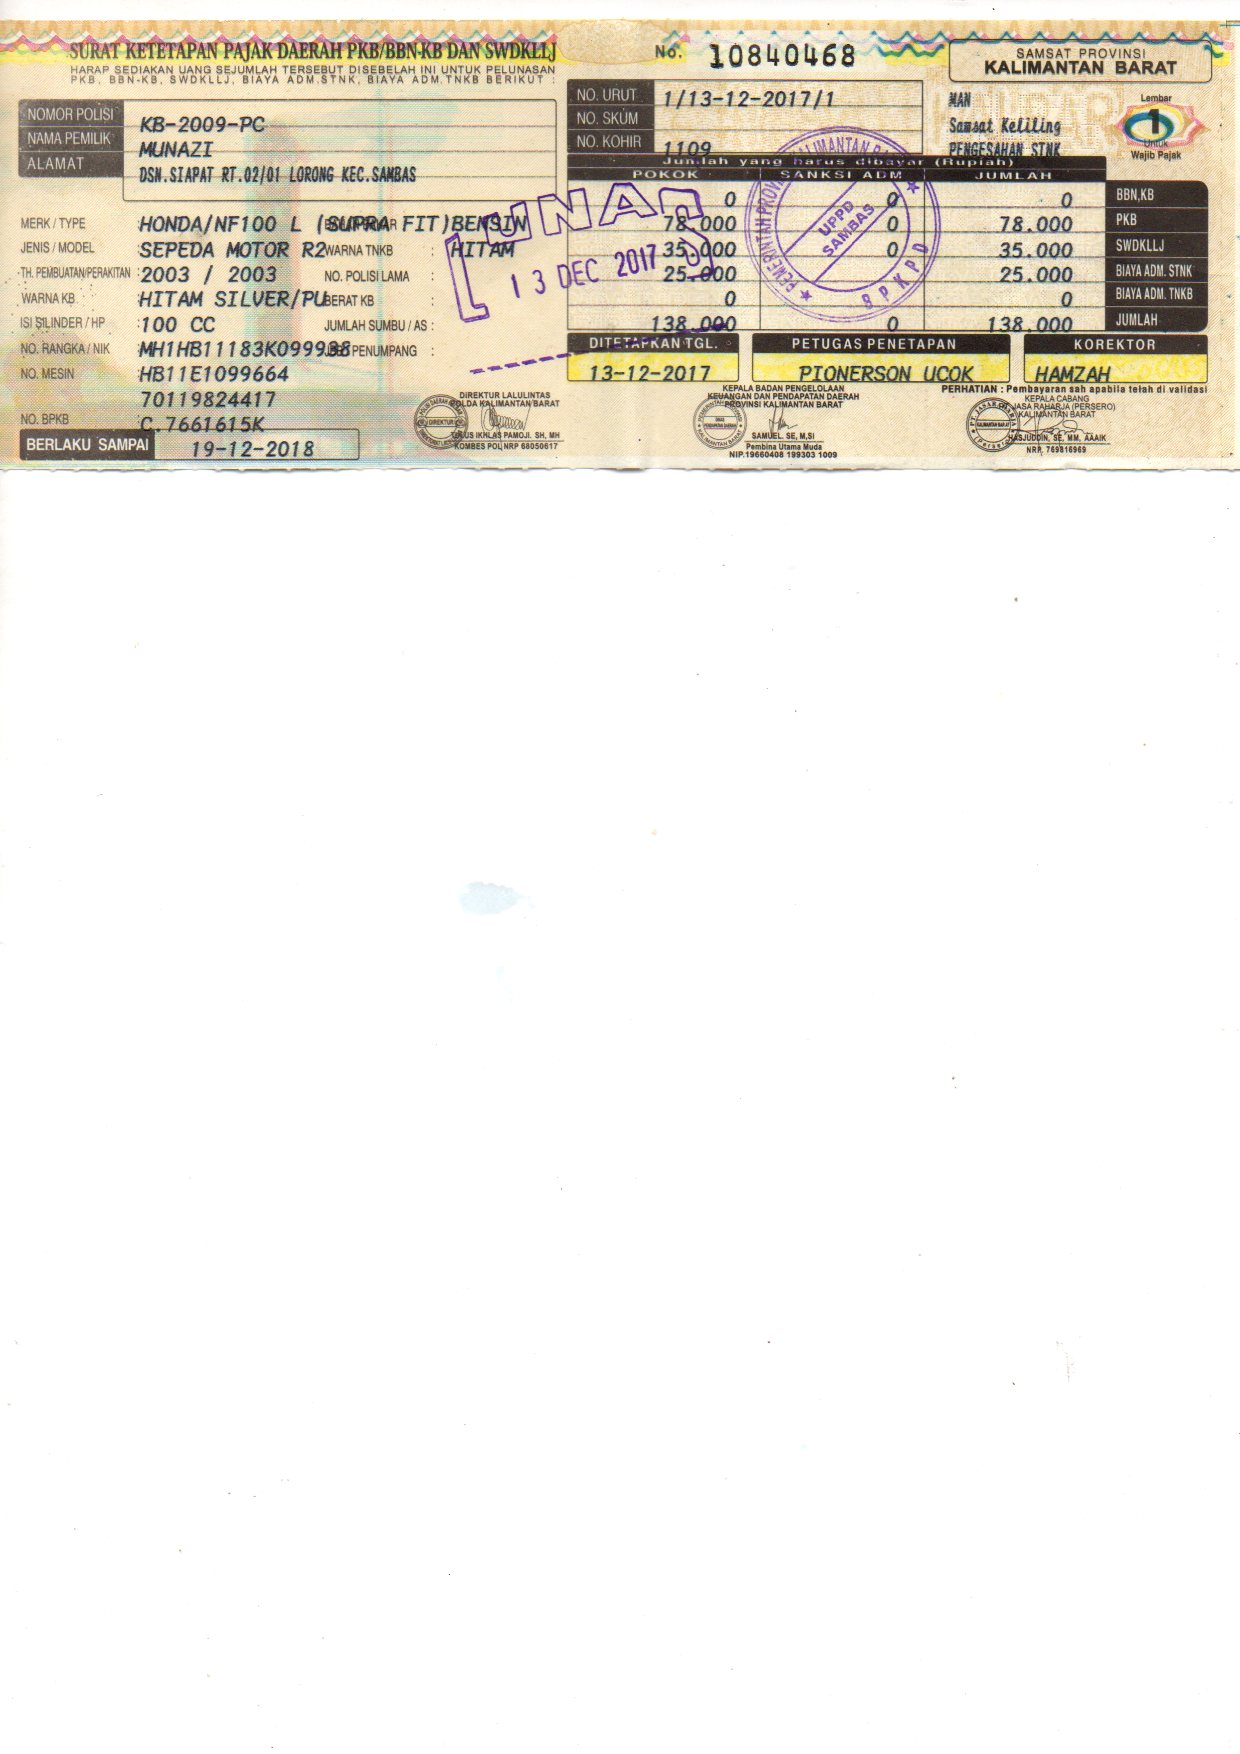 SURAT KETETAPAN PAJAK DAERAH PKB/BBN-KB DAN SWDKLLJ
HARAP SEDIAKAN UANG SEJUMLAH TERSEBUT DISEBELAH INI UNTUK PELUNASAN
PKB, BBN-KB, SWDKLLJ, BIAYA ADM.STNK, BIAYA ADM.TNKB BERIKUT :
No. 10840468
SAMSAT PROVINSI
KALIMANTAN BARAT
NOMOR POLISI KB-2009-PC
NAMA PEMILIK MUNAZI
ALAMAT DSN.SIAPAT RT.02/01 LORONG KEC.SAMBAS
NO. URUT 1/13-12-2017/1
NO. SKUM
NO. KOHIR 1109
MAN
Samsat Keliling
PENGESAHAN STNK
Lembar
1
Untuk
Wajib Pajak
Jumlah yang harus dibayar (Rupiah)
POKOK SANKSI ADM JUMLAH
0 0 0 BBN,KB
78.000 0 78.000 PKB
35.000 0 35.000 SWDKLLJ
25.000 25.000 BIAYA ADM. STNK
0 0 BIAYA ADM. TNKB
138.000 0 138.000 JUMLAH
MERK / TYPE : HONDA/NF100 L (SUPRA FIT) BENSIN
JENIS / MODEL : SEPEDA MOTOR R2 WARNA TNKB : HITAM
TH. PEMBUATAN/PERAKITAN : 2003 / 2003 NO. POLISI LAMA :
WARNA KB : HITAM SILVER/PU BERAT KB :
ISI SILINDER / HP : 100 CC JUMLAH SUMBU / AS :
NO. RANGKA / NIK : MH1HB11183K099938 PENUMPANG :
NO. MESIN HB11E1099664
70119824417
NO. BPKB : C.7661615K
BERLAKU SAMPAI 19-12-2018
LUNAS
13 DEC 2017
PEMERINTAH PROVINSI KALIMANTAN BARAT
UPPD
SAMBAS
BPKPD
DITETAPKAN TGL. PETUGAS PENETAPAN KOREKTOR
13-12-2017 PIONERSON UCOK HAMZAH
DIREKTUR LALULINTAS
POLDA KALIMANTAN BARAT
DIREKTUR
IKHLAS PAMOJI. SH, MH
KOMBES POL NRP 68050617
KEPALA BADAN PENGELOLAAN
KEUANGAN DAN PENDAPATAN DAERAH
PROVINSI KALIMANTAN BARAT
SAMUEL. SE, M,SI
Pembina Utama Muda
NIP.19660408 199303 1009
PERHATIAN : Pembayaran sah apabila telah di validasi
KEPALA CABANG
JASA RAHARJA (PERSERO)
KALIMANTAN BARAT
HASJUDDIN, SE, MM, AAAIK
NRP. 769816969